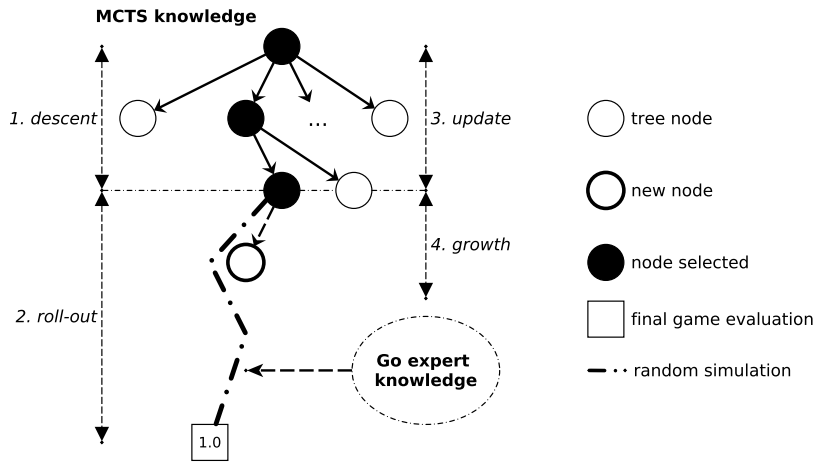 MCTS knowledge
1. descent
...
3. update
2. roll-out
4. growth
Go expert
knowledge
1.0
tree node
new node
node selected
final game evaluation
random simulation